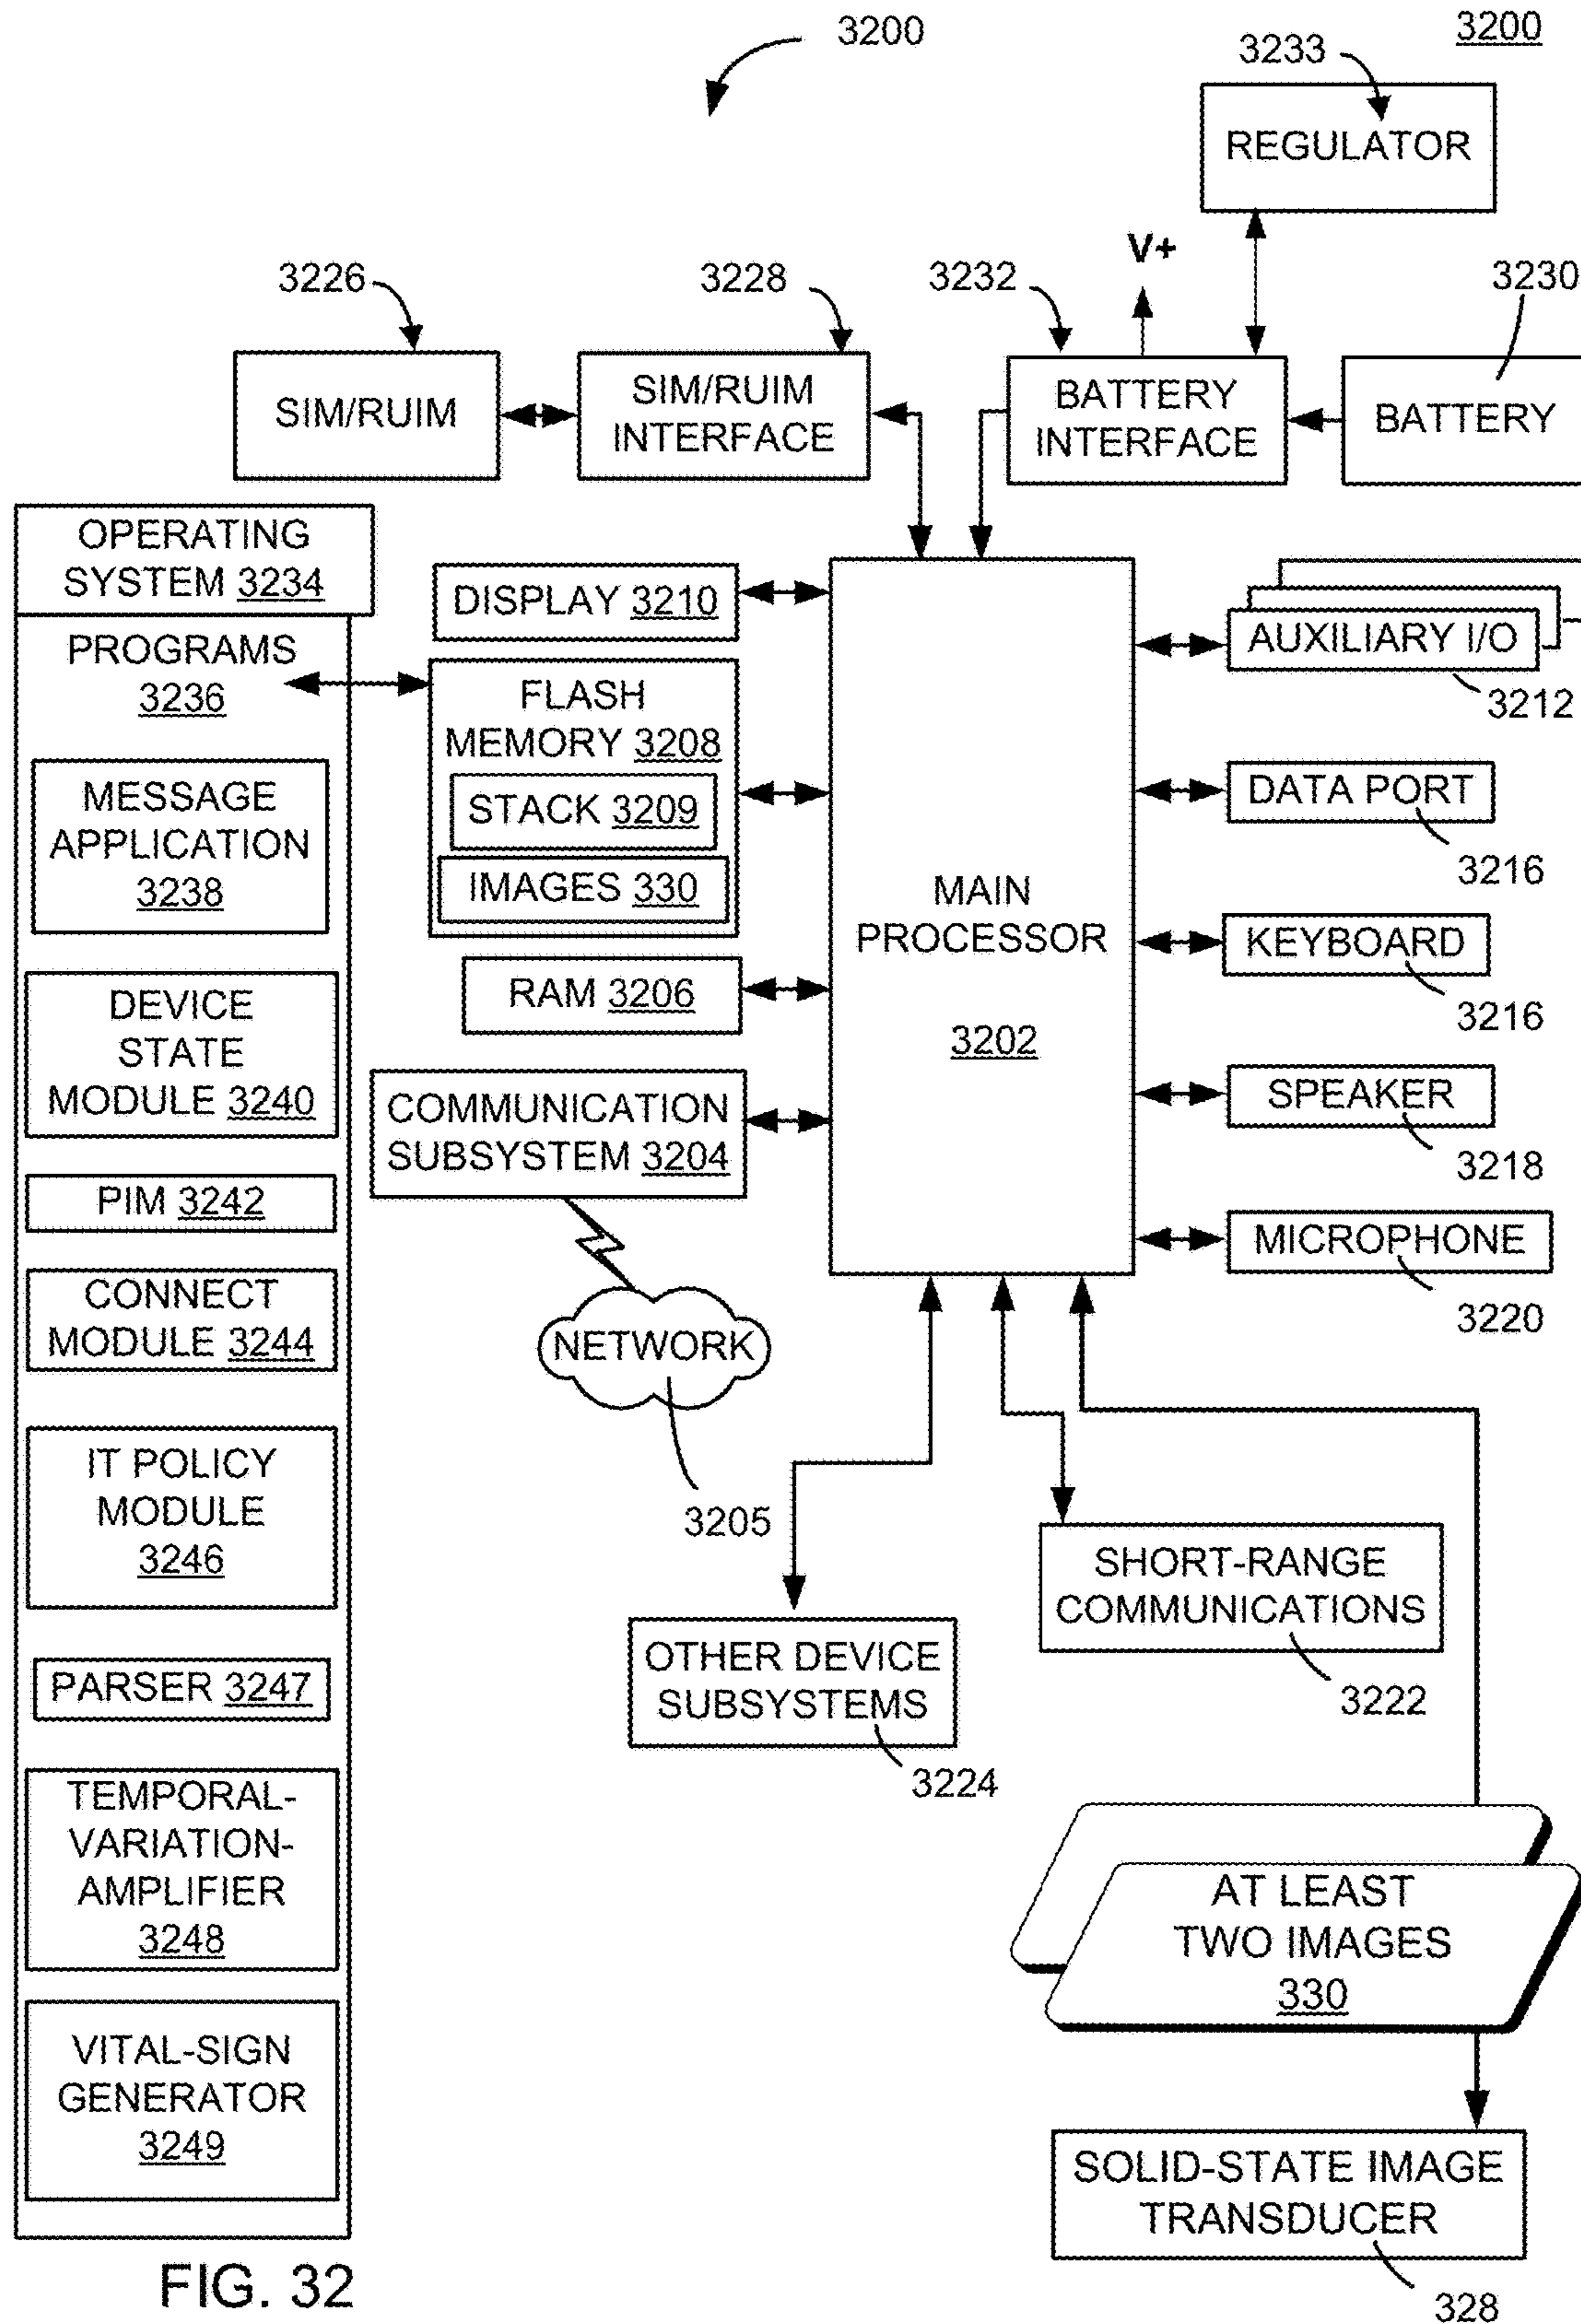 3200
3200
3233
REGULATOR
V+
3226
3228
3232
3230
SIM/RUIM
SIM/RUIM
INTERFACE
BATTERY
INTERFACE
BATTERY
OPERATING
SYSTEM 3234
PROGRAMS
3236
MESSAGE
APPLICATION
3238
DEVICE
STATE
MODULE 3240
PIM 3242
CONNECT
MODULE 3244
IT POLICY
MODULE
3246
PARSER 3247
TEMPORAL-
VARIATION-
AMPLIFIER
3248
VITAL-SIGN
GENERATOR
3249
DISPLAY 3210
FLASH
MEMORY 3208
STACK 3209
IMAGES 330
RAM 3206
COMMUNICATION
SUBSYSTEM 3204
NETWORK
3205
MAIN
PROCESSOR
3202
AUXILIARY I/O
3212
DATA PORT
3216
KEYBOARD
3216
SPEAKER
3218
MICROPHONE
3220
SHORT-RANGE
COMMUNICATIONS
3222
OTHER DEVICE
SUBSYSTEMS
3224
AT LEAST
TWO IMAGES
330
SOLID-STATE IMAGE
TRANSDUCER
328
FIG. 32